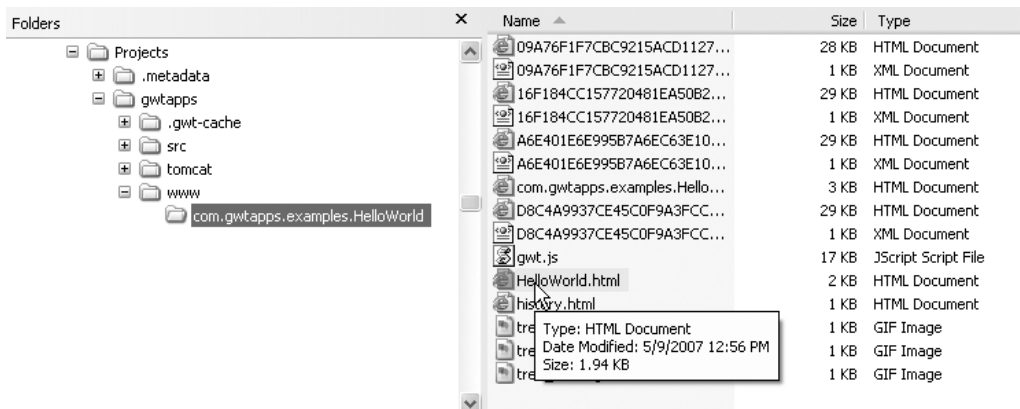 Folders
Projects
.metadata
gwtapps
.gwt-cache
src
tomcat
www
com.gwtapps.examples.HelloWorld
Name Size Type
09A76F1F7CBC9215ACD1127... 28 KB HTML Document
09A76F1F7CBC9215ACD1127... 1 KB XML Document
16F184CC157720481EA50B2... 29 KB HTML Document
16F184CC157720481EA50B2... 1 KB XML Document
A6E401E6E995B7A6EC63E10... 29 KB HTML Document
A6E401E6E995B7A6EC63E10... 1 KB XML Document
com.gwtapps.examples.Hello... 3 KB HTML Document
D8C4A9937CE45C0F9A3FCC... 29 KB HTML Document
D8C4A9937CE45C0F9A3FCC... 1 KB XML Document
gwt.js 17 KB JScript Script File
HelloWorld.html 2 KB HTML Document
history.html 1 KB HTML Document
tre 1 KB GIF Image
tre 1 KB GIF Image
tre 1 KB GIF Image
Type: HTML Document
Date Modified: 5/9/2007 12:56 PM
Size: 1.94 KB